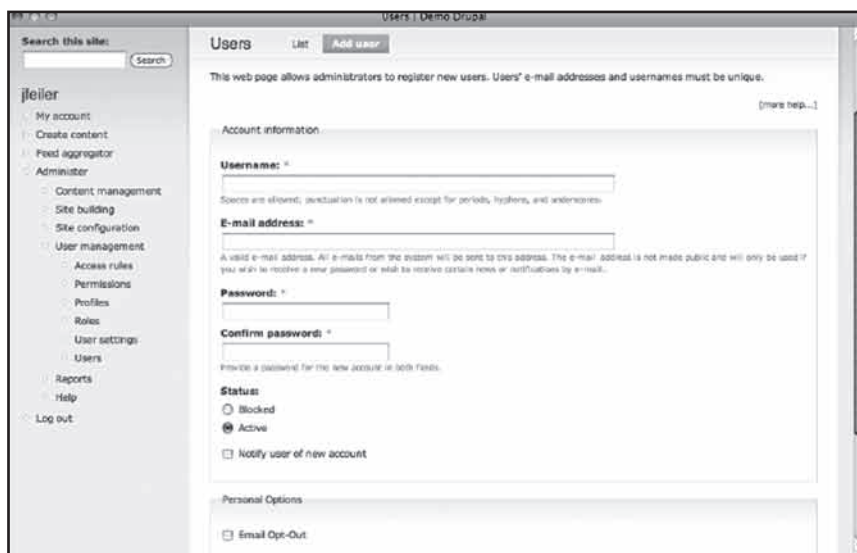 Users | Demo Drupal
Search this site:
Search
jfeiler
My account
Create content
Feed aggregator
Administer
Content management
Site building
Site configuration
User management
Access rules
Permissions
Profiles
Roles
User settings
Users
Reports
Help
Log out
Users
List
Add user
This web page allows administrators to register new users. Users' e-mail addresses and usernames must be unique.
[more help...]
Account information
Username: *
Spaces are allowed; punctuation is not allowed except for periods, hyphens, and underscores.
E-mail address: *
A valid e-mail address. All e-mails from the system will be sent to this address. The e-mail address is not made public and will only be used if
you wish to receive a new password or wish to receive certain news or notifications by e-mail.
Password: *
Confirm password: *
Provide a password for the new account in both fields.
Status:
Blocked
Active
Notify user of new account
Personal Options
Email Opt-Out